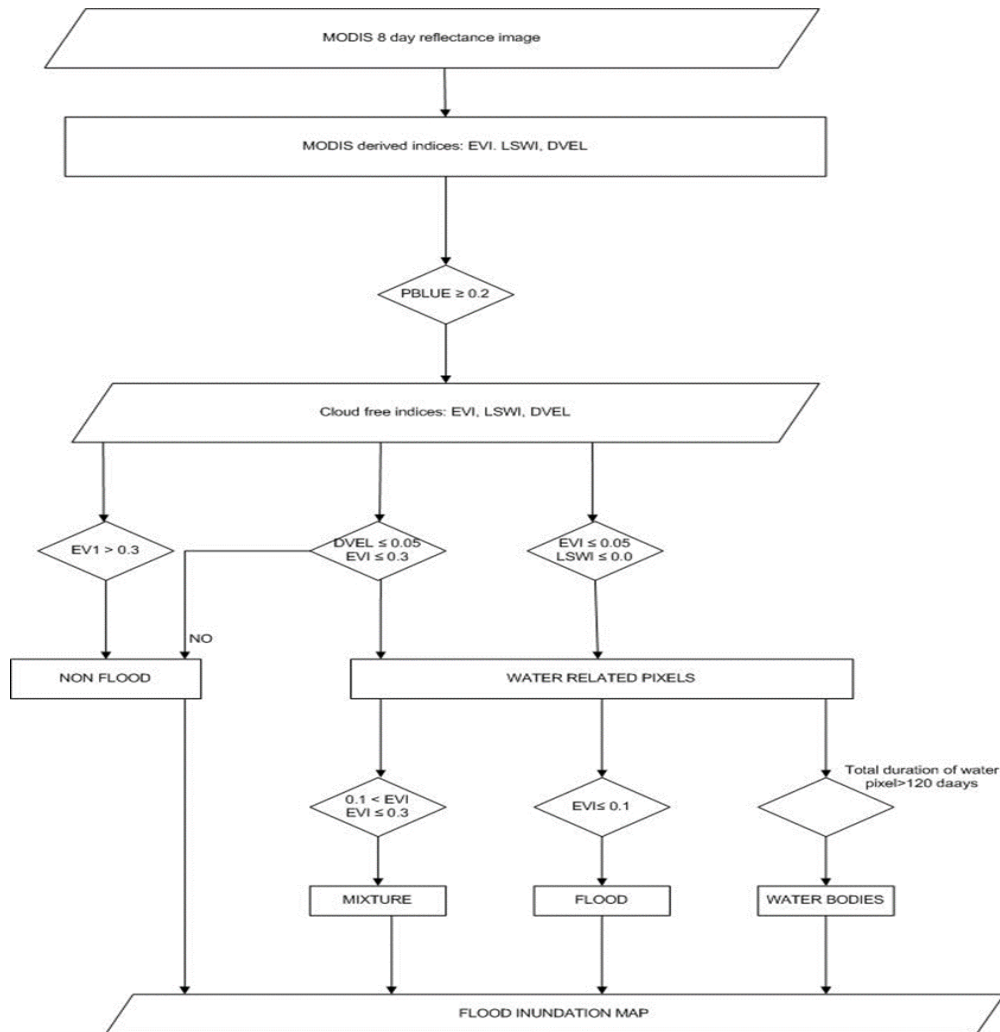 MODIS 8 day reflectance image
MODIS derived indices: EVI. LSWI, DVEL
PBLUE ≥ 0.2
Cloud free indices: EVI, LSWI, DVEL
EV1 > 0.3
DVEL ≤ 0.05
EVI ≤ 0.3
EVI ≤ 0.05
LSWI ≤ 0.0
NO
NON FLOOD
WATER RELATED PIXELS
Total duration of water
pixel>120 daays
0.1 < EVI
EVI ≤ 0.3
EVI≤ 0.1
MIXTURE
FLOOD
WATER BODIES
FLOOD INUNDATION MAP